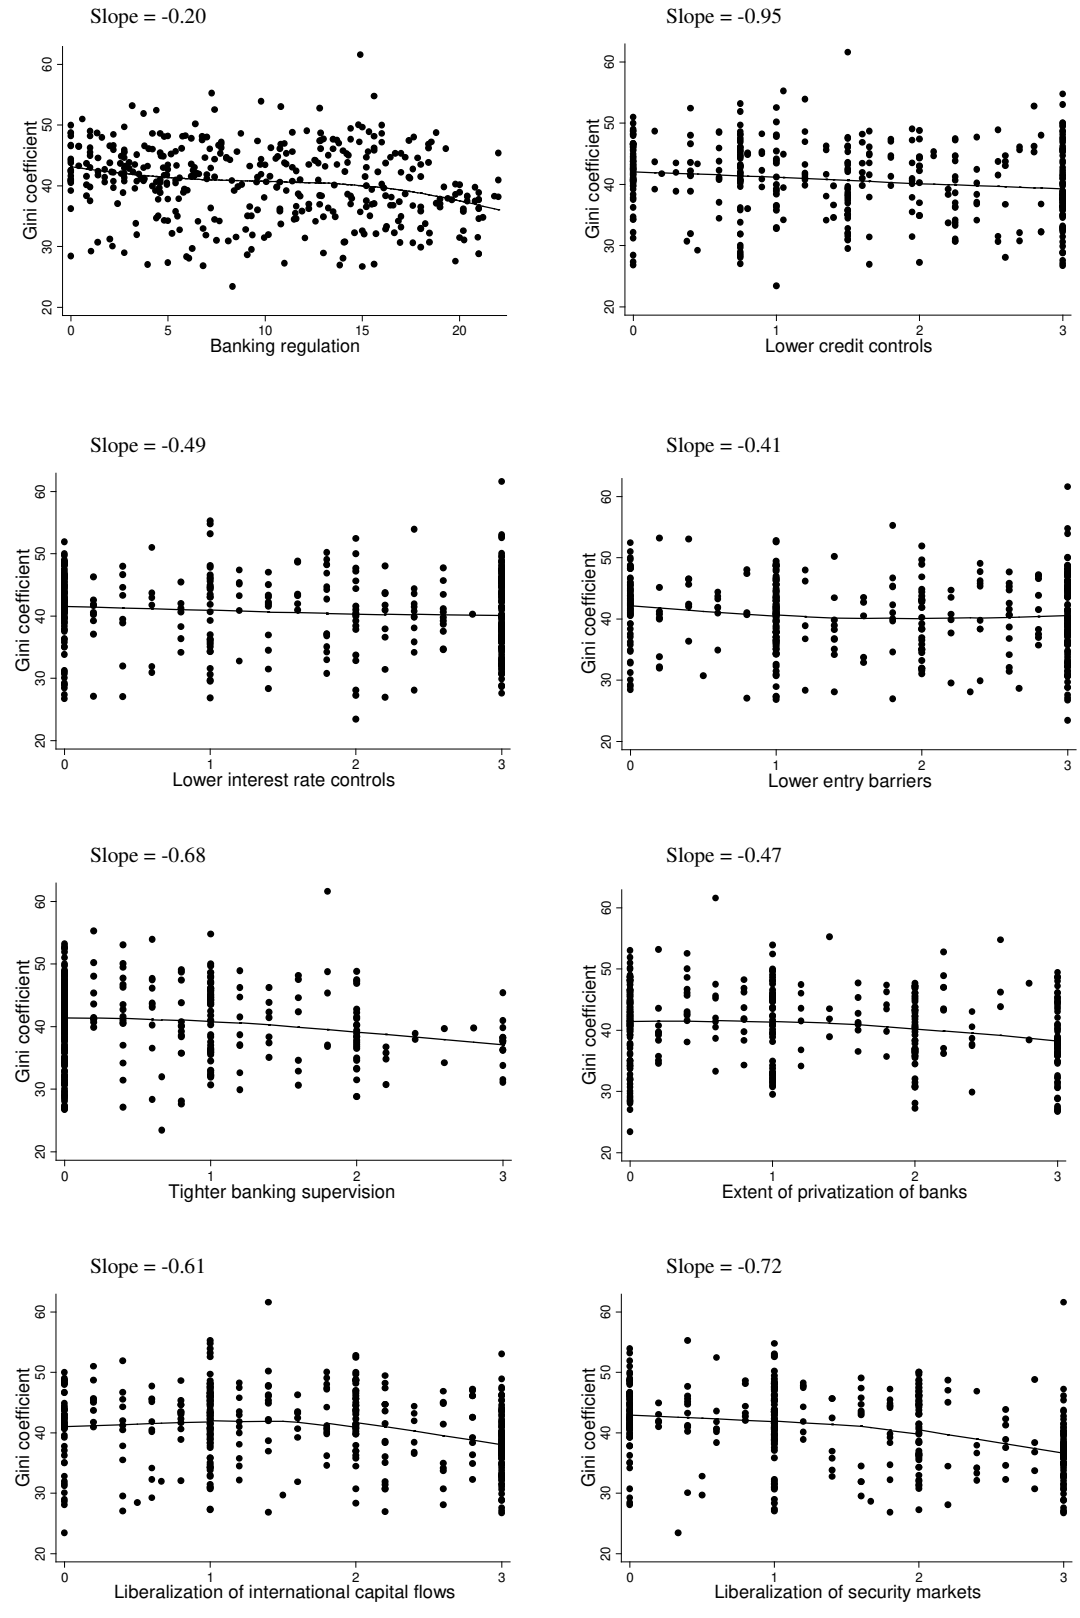 Slope = -0.20
Gini coefficient
20 30 40 50 60
0 5 10 15 20
Banking regulation
Slope = -0.95
Gini coefficient
20 30 40 50 60
0 1 2 3
Lower credit controls
Slope = -0.49
Gini coefficient
20 30 40 50 60
0 1 2 3
Lower interest rate controls
Slope = -0.41
Gini coefficient
20 30 40 50 60
0 1 2 3
Lower entry barriers
Slope = -0.68
Gini coefficient
20 30 40 50 60
0 1 2 3
Tighter banking supervision
Slope = -0.47
Gini coefficient
20 30 40 50 60
0 1 2 3
Extent of privatization of banks
Slope = -0.61
Gini coefficient
20 30 40 50 60
0 1 2 3
Liberalization of international capital flows
Slope = -0.72
Gini coefficient
20 30 40 50 60
0 1 2 3
Liberalization of security markets